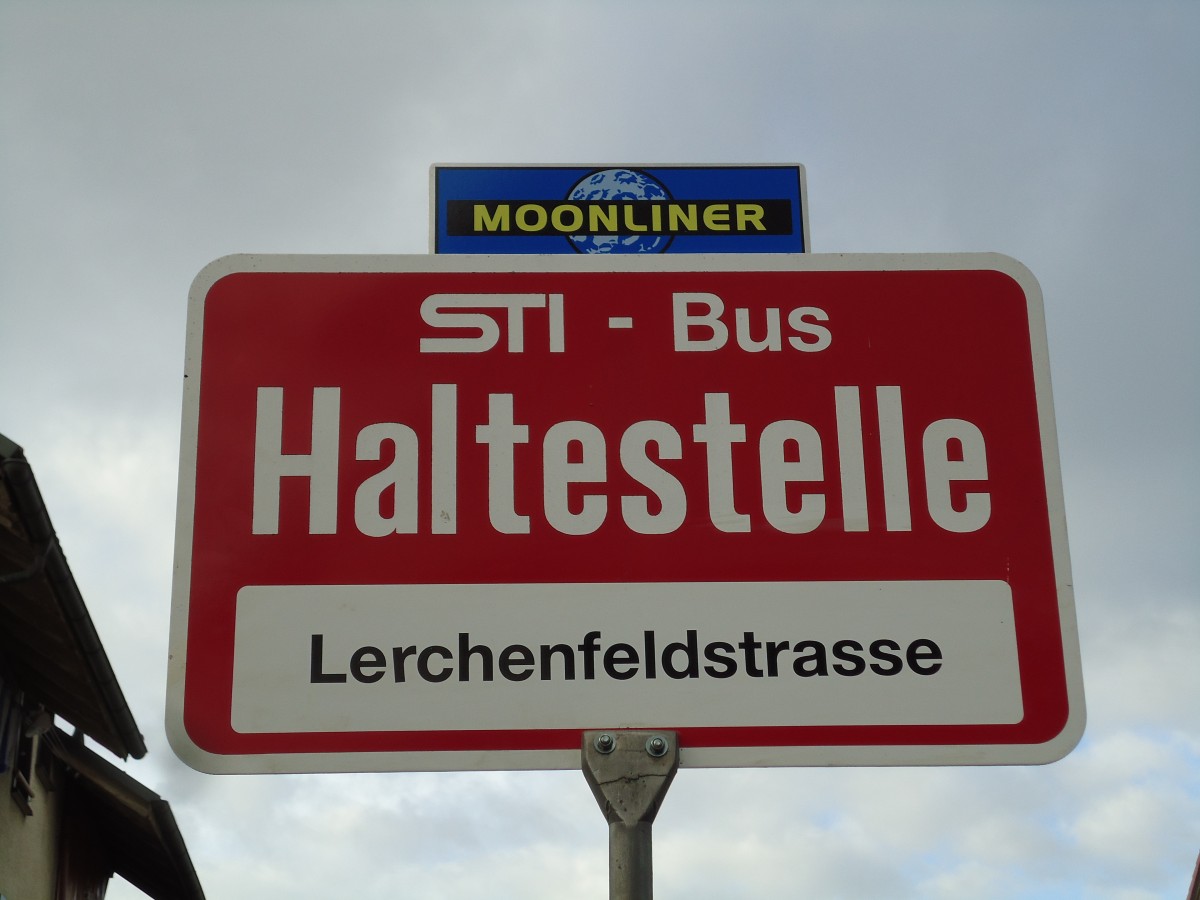 MOONLINER
STI - Bus
Haltestelle
Lerchenfeldstrasse